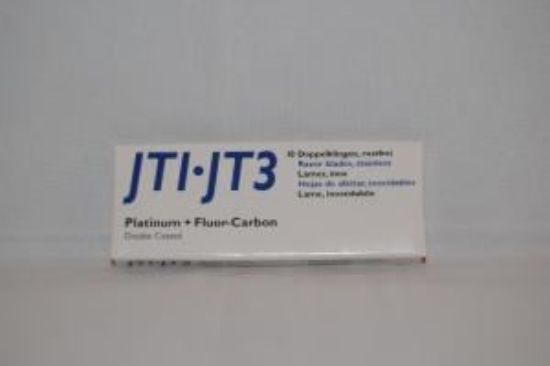 JT1·JT3
10 Doppelklingen, rostfrei
Razor blades, stainless
Lames, inox
Hojas de afeitar, inoxidables
Lame, inossidabile
Platinum + Fluor-Carbon
Double Coated